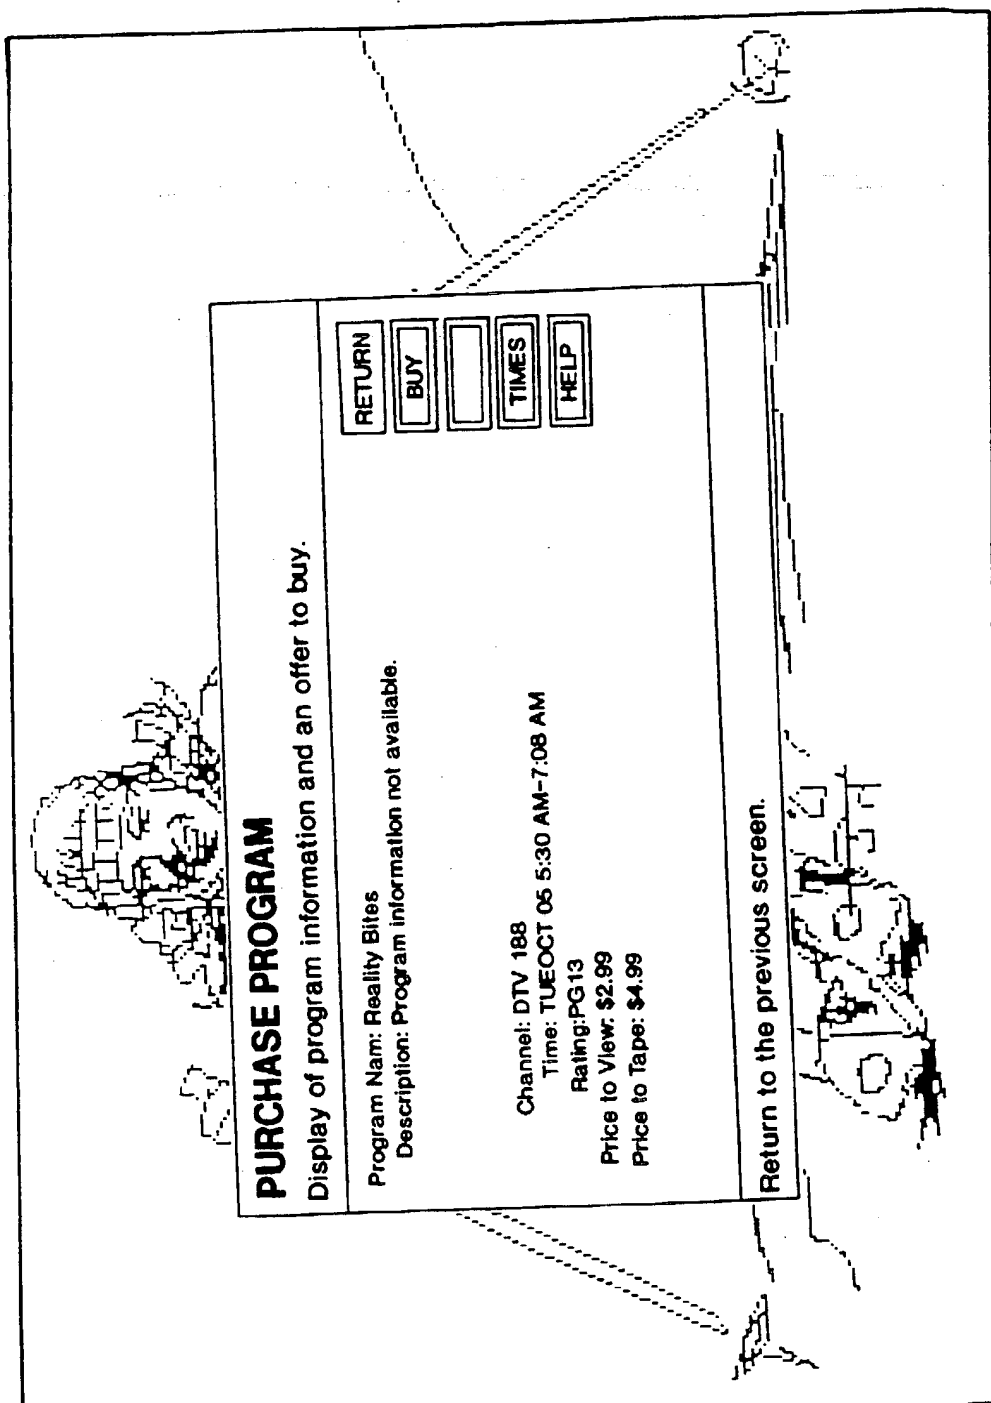 PURCHASE PROGRAM
Display of program information and an offer to buy.
Program Nam: Reality Bites
Description: Program information not available.
Channel: DTV 188
Time: TUEOCT 05 5:30 AM-7:08 AM
Rating:PG13
Price to View: $2.99
Price to Tape: $4.99
RETURN
BUY
TIMES
HELP
Return to the previous screen.